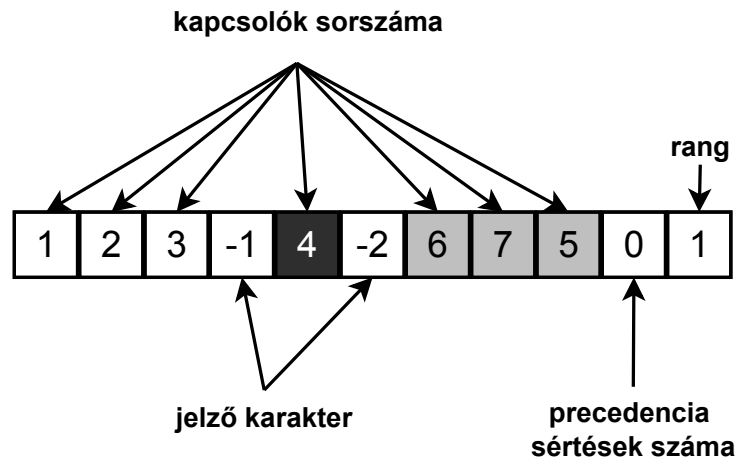 kapcsolók sorszáma
rang
1 2 3 -1 4 -2 6 7 5 0 1
jelző karakter
precedencia
sértések száma